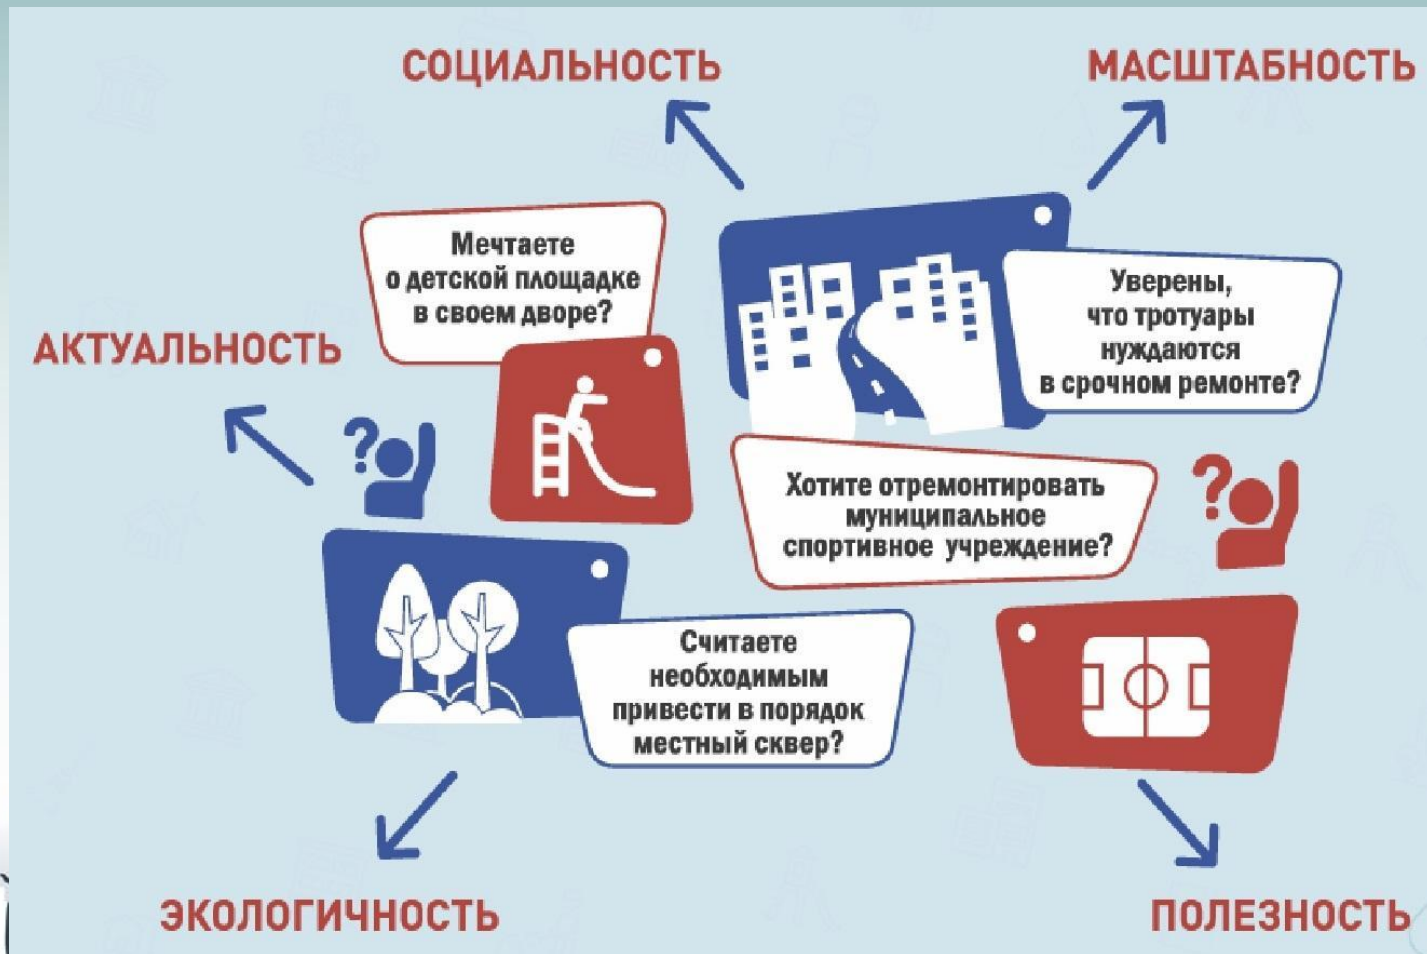 СОЦИАЛЬНОСТЬ
МАСШТАБНОСТЬ
Мечтаете
о детской площадке
в своем дворе?
Уверены,
что тротуары
нуждаются
в срочном ремонте?
АКТУАЛЬНОСТЬ
?
Хотите отремонтировать
муниципальное
спортивное учреждение?
?
Считаете
необходимым
привести в порядок
местный сквер?
ЭКОЛОГИЧНОСТЬ
ПОЛЕЗНОСТЬ